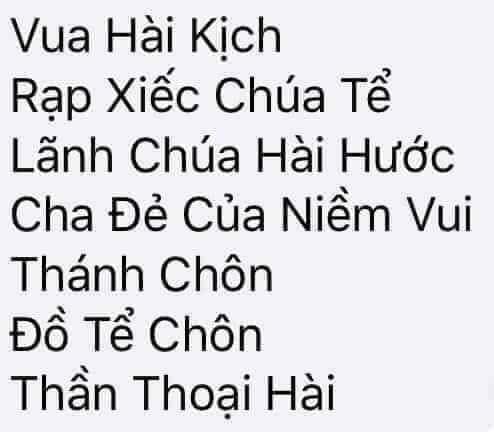 Vua Hài Kịch
Rạp Xiếc Chúa Tể
Lãnh Chúa Hài Hước
Cha Đẻ Của Niềm Vui
Thánh Chôn
Đồ Tể Chôn
Thần Thoại Hài